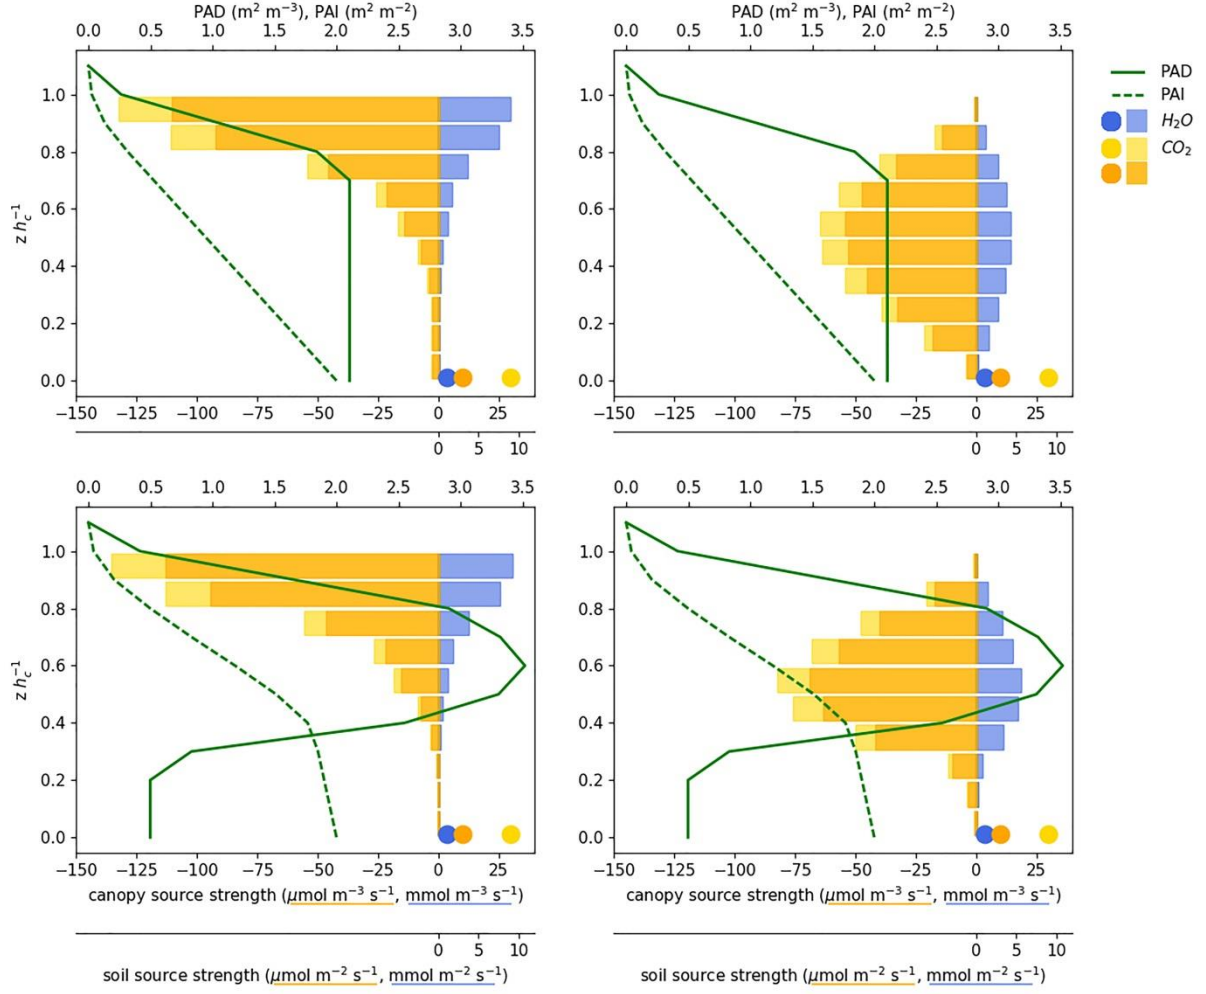 PAD (m² m⁻³), PAI (m² m⁻²) PAD (m² m⁻³), PAI (m² m⁻²)
0.0 0.5 1.0 1.5 2.0 2.5 3.0 3.5 0.0 0.5 1.0 1.5 2.0 2.5 3.0 3.5
PAD
PAI
H₂O
CO₂
1.0 1.0
0.8 0.8
0.6 0.6
z h_c⁻¹
0.4 0.4
0.2 0.2
0.0 0.0
−150 −125 −100 −75 −50 −25 0 25 −150 −125 −100 −75 −50 −25 0 25
0 5 10 0 5 10
0.0 0.5 1.0 1.5 2.0 2.5 3.0 3.5 0.0 0.5 1.0 1.5 2.0 2.5 3.0 3.5
1.0 1.0
0.8 0.8
0.6 0.6
z h_c⁻¹
0.4 0.4
0.2 0.2
0.0 0.0
−150 −125 −100 −75 −50 −25 0 25 −150 −125 −100 −75 −50 −25 0 25
canopy source strength (μmol m⁻³ s⁻¹, mmol m⁻³ s⁻¹) canopy source strength (μmol m⁻³ s⁻¹, mmol m⁻³ s⁻¹)
0 5 10 0 5 10
soil source strength (μmol m⁻² s⁻¹, mmol m⁻² s⁻¹) soil source strength (μmol m⁻² s⁻¹, mmol m⁻² s⁻¹)